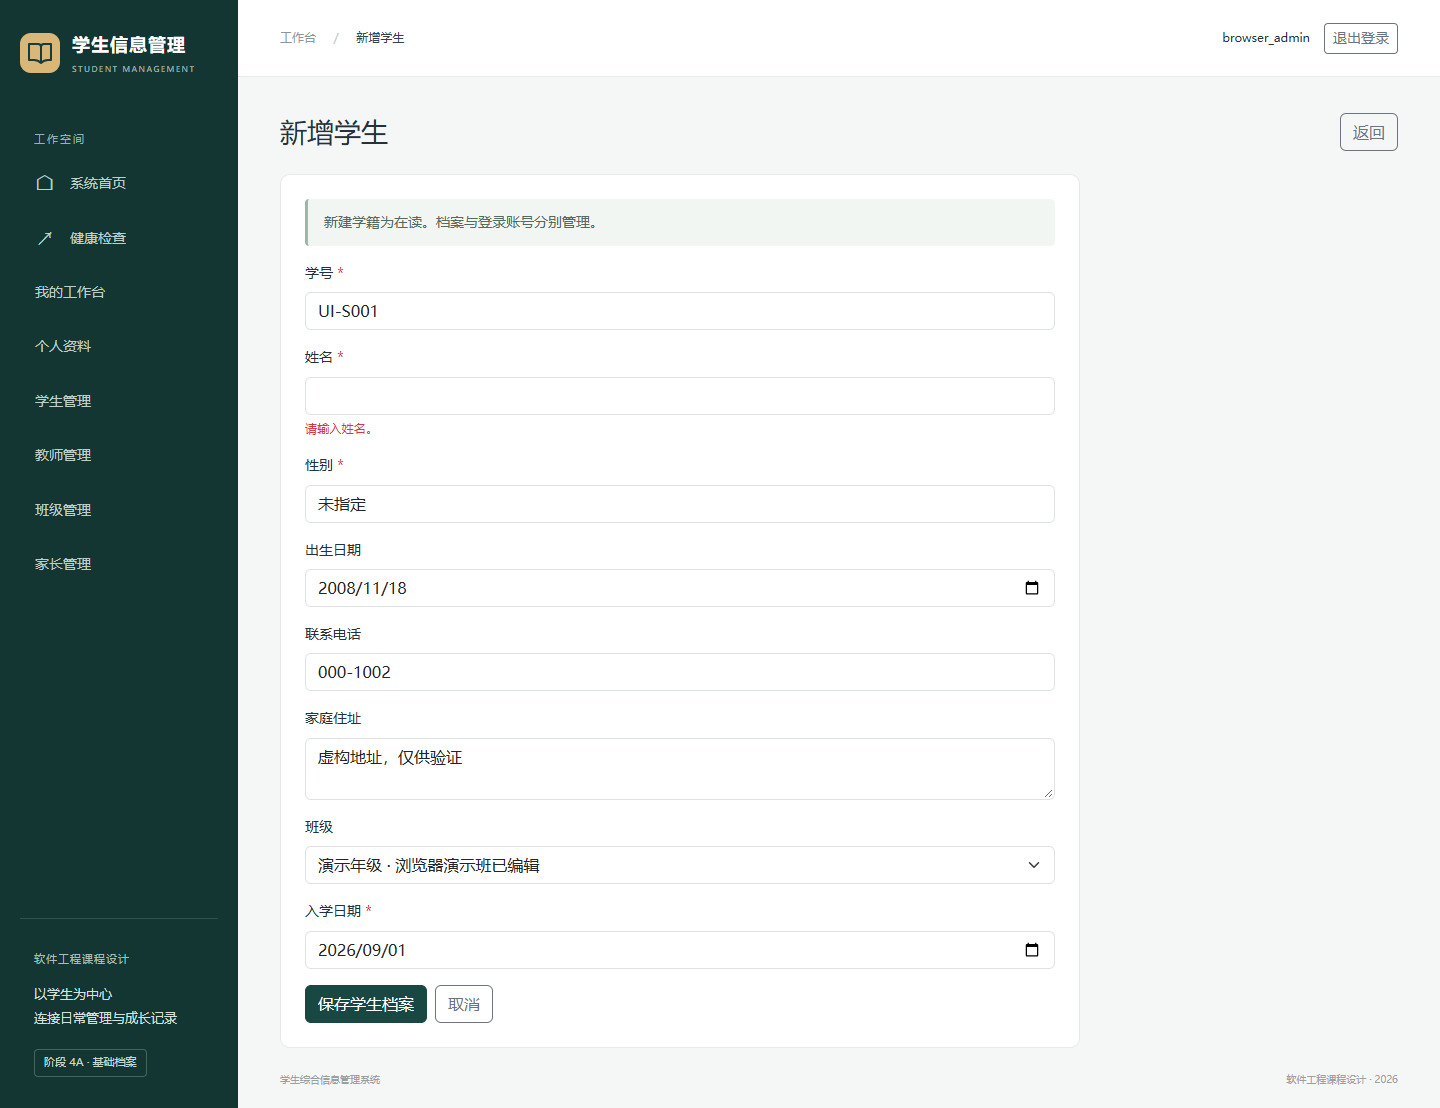 学生信息管理
STUDENT MANAGEMENT
工作空间
系统首页
健康检查
我的工作台
个人资料
学生管理
教师管理
班级管理
家长管理
软件工程课程设计
以学生为中心
连接日常管理与成长记录
阶段 4A · 基础档案
工作台 / 新增学生
browser_admin 退出登录
新增学生
返回
新建学籍为在读。档案与登录账号分别管理。
学号 *
UI-S001
姓名 *
请输入姓名。
性别 *
未指定
出生日期
2008/11/18
联系电话
000-1002
家庭住址
虚构地址，仅供验证
班级
演示年级 · 浏览器演示班已编辑
入学日期 *
2026/09/01
保存学生档案 取消
学生综合信息管理系统
软件工程课程设计 · 2026